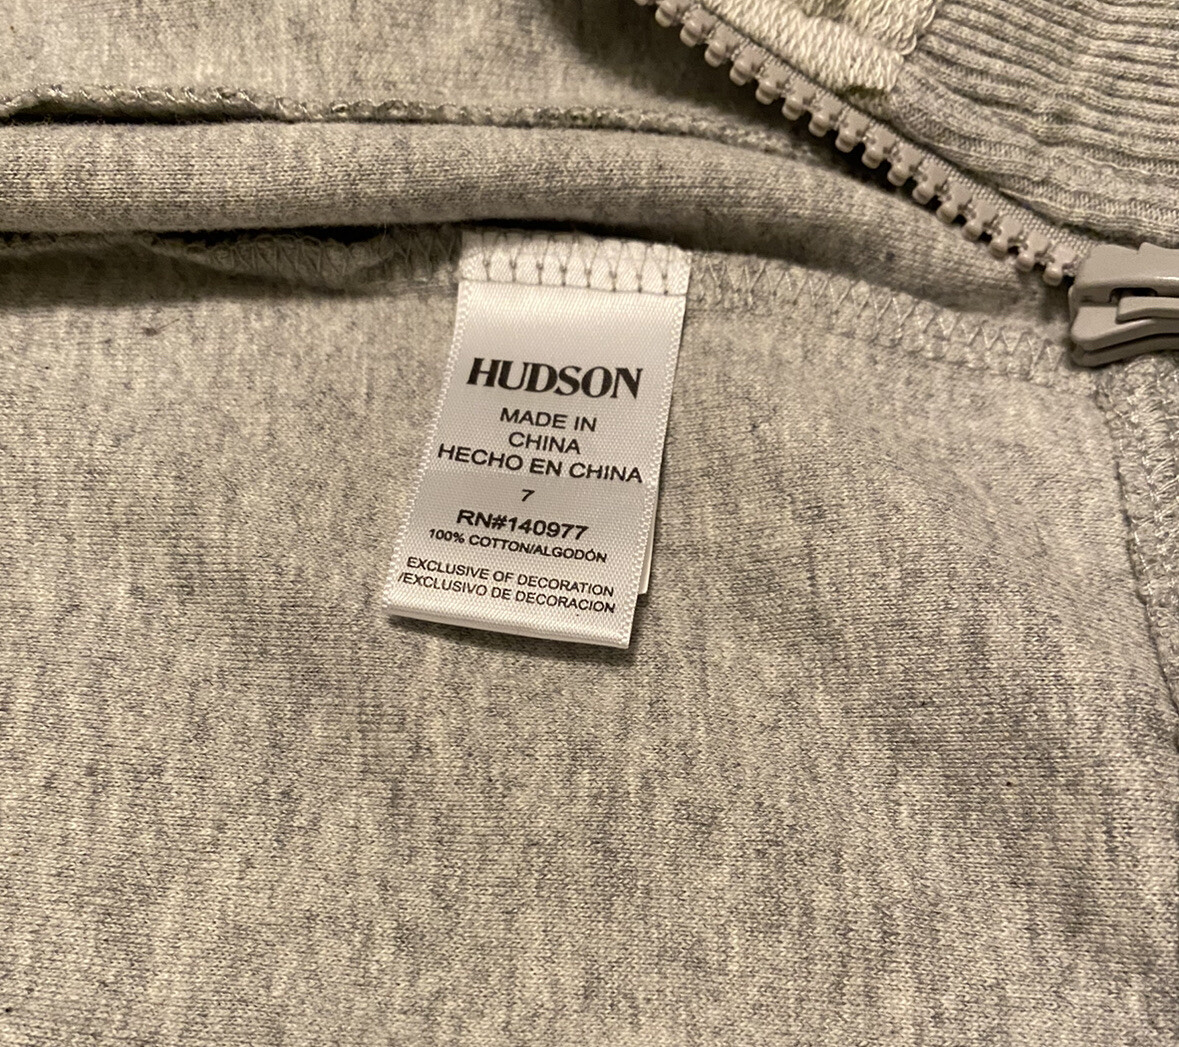 HUDSON
MADE IN
CHINA
HECHO EN CHINA
7
RN#140977
100% COTTON/ALGODÓN
EXCLUSIVE OF DECORATION
/EXCLUSIVO DE DECORACION